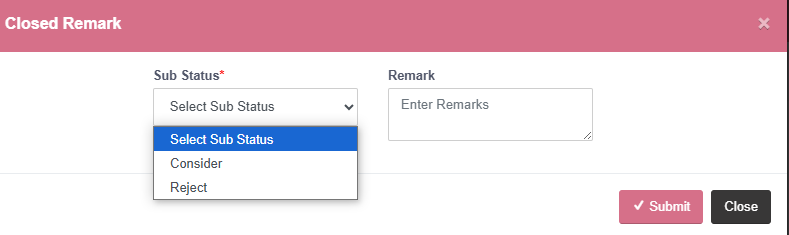 Closed Remark
×
Sub Status*
Remark
Select Sub Status
Enter Remarks
Select Sub Status
Consider
Reject
✔ Submit
Close